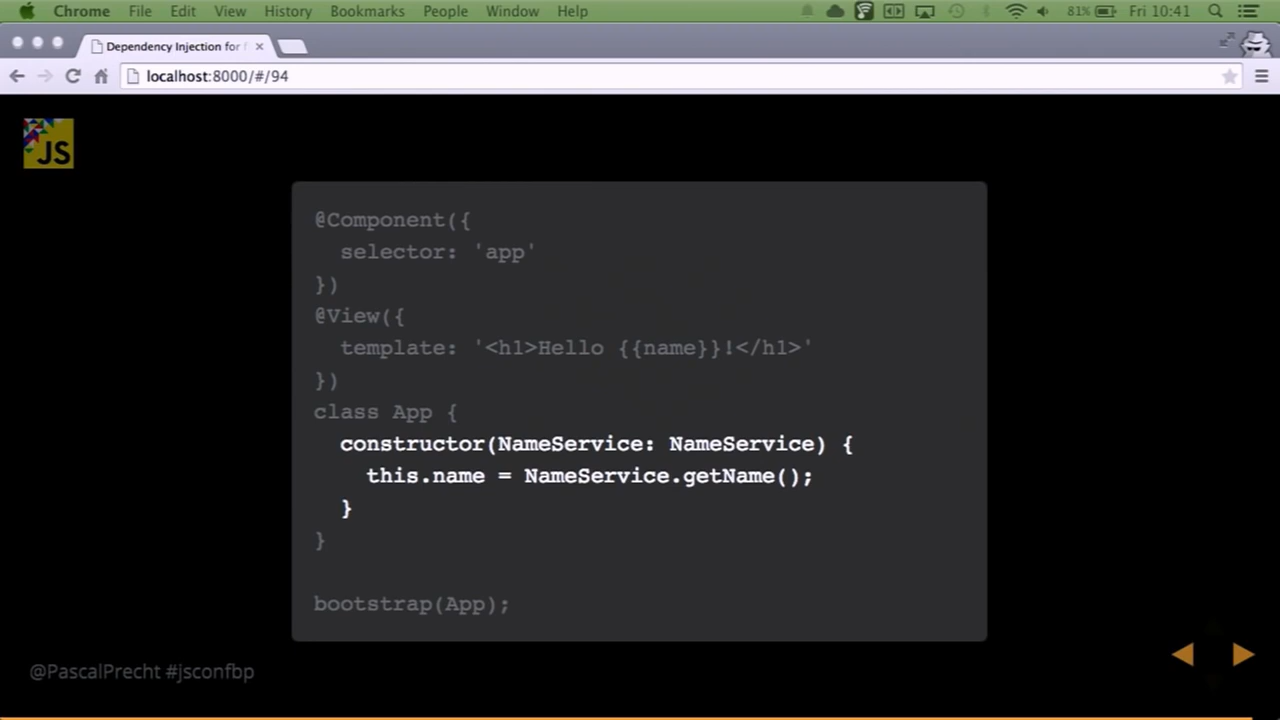 Chrome File Edit View History Bookmarks People Window Help 81% Fri 10:41
Dependency Injection for f
localhost:8000/#/94
JS
@Component({
  selector: 'app'
})
@View({
  template: '<h1>Hello {{name}}!</h1>'
})
class App {
  constructor(NameService: NameService) {
    this.name = NameService.getName();
  }
}
bootstrap(App);
@PascalPrecht #jsconfbp